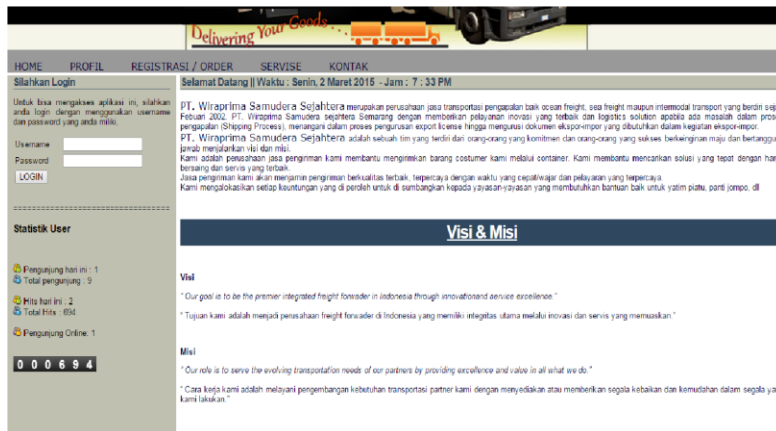 Delivering Your Goods...
HOME PROFIL REGISTRASI / ORDER SERVISE KONTAK
Silahkan Login
Untuk bisa mengakses aplikasi ini, silahkan
anda login dengan menggunakan username
dan password yang anda miliki.
Username
Password
LOGIN
==================================
Statistik User
Pengunjung hari ini : 1
Total pengunjung : 9
Hits hari ini : 2
Total Hits : 694
Pengunjung Online: 1
000694
Selamat Datang || Waktu : Senin, 2 Maret 2015 - Jam : 7 : 33 PM
PT. Wiraprima Samudera Sejahtera merupakan perusahaan jasa transportasi pengapalan baik ocean freight, sea freight maupun intermodal transport yang berdiri sej
Febuari 2002. PT. Wiraprima Samudera sejahtera Semarang dengan memberikan pelayanan inovasi yang terbaik dan logistics solution apabila ada masalah dalam pros
pengapalan (Shipping Process), menangani dalam proses pengurusan export license hingga mengurusi dokumen ekspor-impor yang dibutuhkan dalam kegiatan ekspor-impor.
PT. Wiraprima Samudera Sejahtera adalah sebuah tim yang terdiri dari orang-orang yang komitmen dan orang-orang yang sukses berkeinginan maju dan bertanggu
jawab menjalankan visi dan misi.
Kami adalah perusahaan jasa pengiriman kami membantu mengirimkan barang costumer kami melalui container. Kami membantu mencarikan solusi yang tepat dengan har
bersaing dan servis yang terbaik.
Jasa pengiriman kami akan menjamin pengiriman berkualitas terbaik, terpercaya dengan waktu yang cepat/wajar dan pelayaran yang terpercaya.
Kami mengalokasikan setiap keuntungan yang di peroleh untuk di sumbangkan kepada yayasan-yayasan yang membutuhkan bantuan baik untuk yatim piatu, panti jompo, dll
Visi & Misi
Visi
" Our goal is to be the premier integrated freight forwader in Indonesia through innovationand aervice excellence."
" Tujuan kami adalah menjadi perusahaan freight forwader di Indonesia yang memiliki integritas utama melalui inovasi dan servis yang memuaskan."
Misi
" Our role is to serve the evolving transportation needs of our partners by providing excellence and value in all what we do."
" Cara kerja kami adalah melayani pengembangan kebutuhan transportasi partner kami dengan menyediakan atau memberikan segala kebaikan dan kemudahan dalam segala ya
kami lakukan."